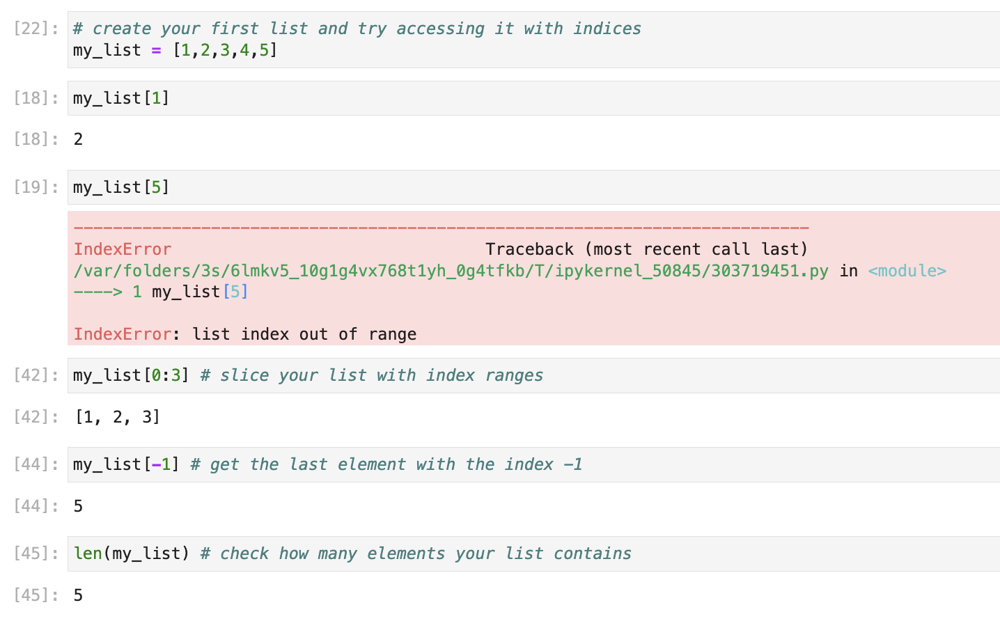 [22]: # create your first list and try accessing it with indices
my_list = [1,2,3,4,5]
[18]: my_list[1]
[18]: 2
[19]: my_list[5]
---------------------------------------------------------------------------
IndexError                                Traceback (most recent call last)
/var/folders/3s/6lmkv5_10g1g4vx768t1yh_0g4tfkb/T/ipykernel_50845/303719451.py in <module>
----> 1 my_list[5]
IndexError: list index out of range
[42]: my_list[0:3] # slice your list with index ranges
[42]: [1, 2, 3]
[44]: my_list[-1] # get the last element with the index -1
[44]: 5
[45]: len(my_list) # check how many elements your list contains
[45]: 5